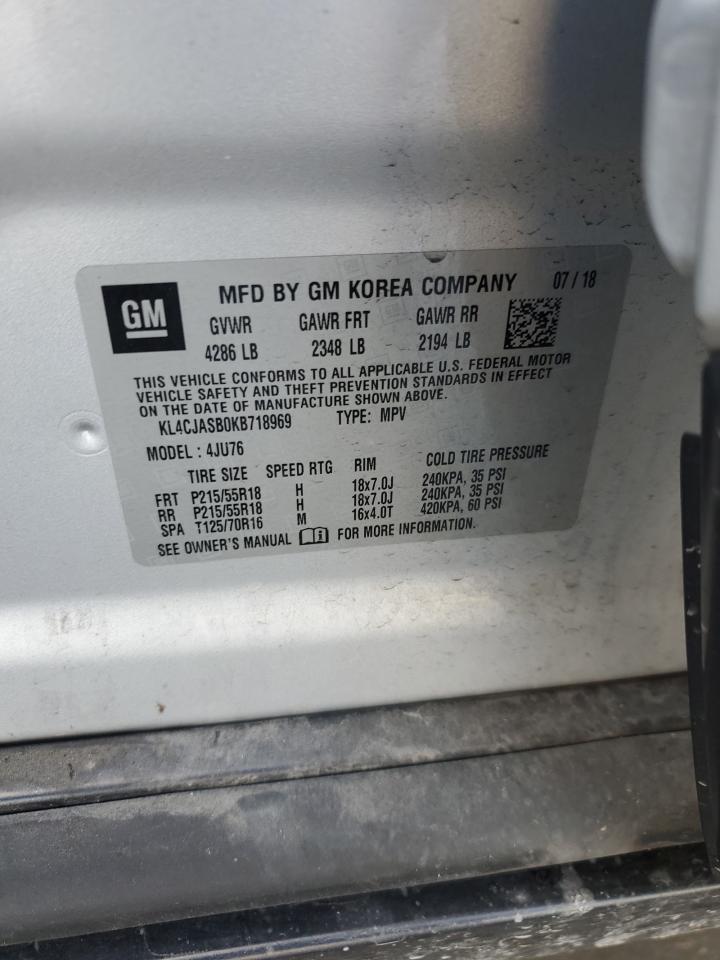 GM
MFD BY GM KOREA COMPANY 07 / 18
GVWR GAWR FRT GAWR RR
4286 LB 2348 LB 2194 LB
THIS VEHICLE CONFORMS TO ALL APPLICABLE U.S. FEDERAL MOTOR
VEHICLE SAFETY AND THEFT PREVENTION STANDARDS IN EFFECT
ON THE DATE OF MANUFACTURE SHOWN ABOVE.
KL4CJASB0KB718969 TYPE: MPV
MODEL : 4JU76
TIRE SIZE SPEED RTG RIM COLD TIRE PRESSURE
FRT P215/55R18 H 18x7.0J 240KPA, 35 PSI
RR P215/55R18 H 18x7.0J 240KPA, 35 PSI
SPA T125/70R16 M 16x4.0T 420KPA, 60 PSI
SEE OWNER'S MANUAL FOR MORE INFORMATION.